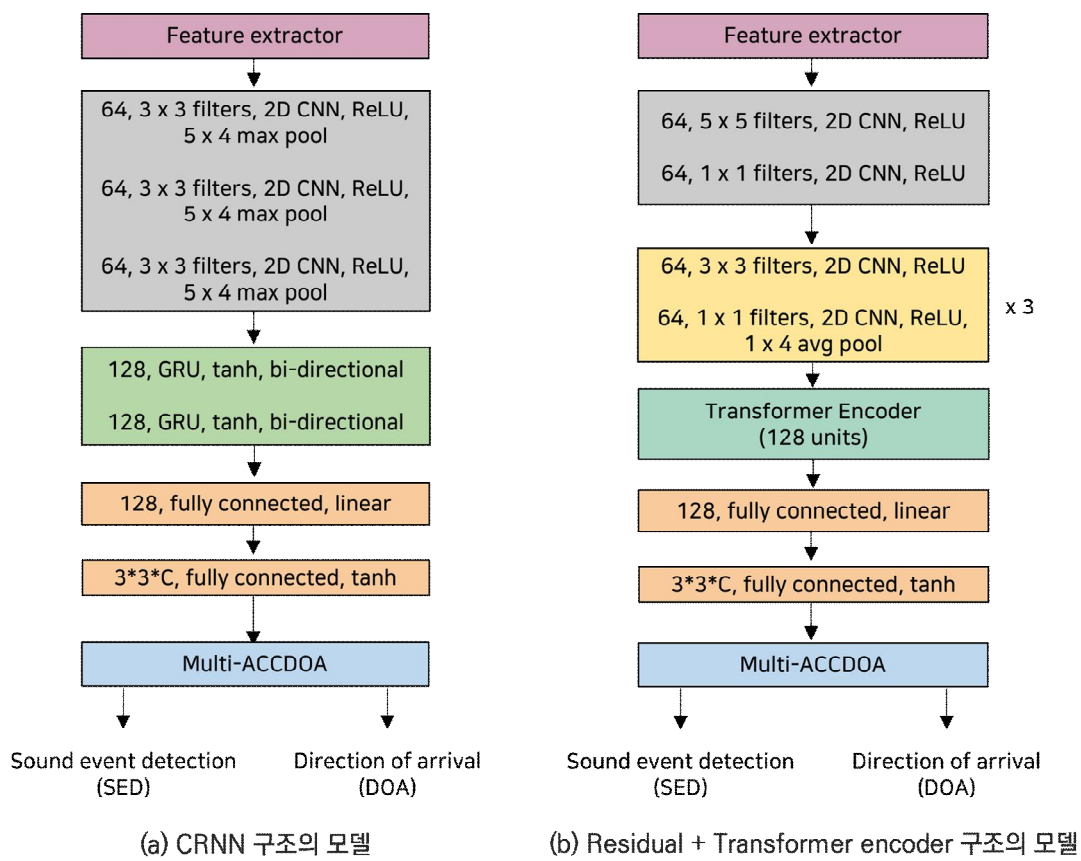 Feature extractor
64, 3 x 3 filters, 2D CNN, ReLU,
5 x 4 max pool
64, 3 x 3 filters, 2D CNN, ReLU,
5 x 4 max pool
64, 3 x 3 filters, 2D CNN, ReLU,
5 x 4 max pool
128, GRU, tanh, bi-directional
128, GRU, tanh, bi-directional
128, fully connected, linear
3*3*C, fully connected, tanh
Multi-ACCDOA
Sound event detection
(SED)
Direction of arrival
(DOA)
(a) CRNN 구조의 모델
Feature extractor
64, 5 x 5 filters, 2D CNN, ReLU
64, 1 x 1 filters, 2D CNN, ReLU
64, 3 x 3 filters, 2D CNN, ReLU
64, 1 x 1 filters, 2D CNN, ReLU,
1 x 4 avg pool
x 3
Transformer Encoder
(128 units)
128, fully connected, linear
3*3*C, fully connected, tanh
Multi-ACCDOA
Sound event detection
(SED)
Direction of arrival
(DOA)
(b) Residual + Transformer encoder 구조의 모델